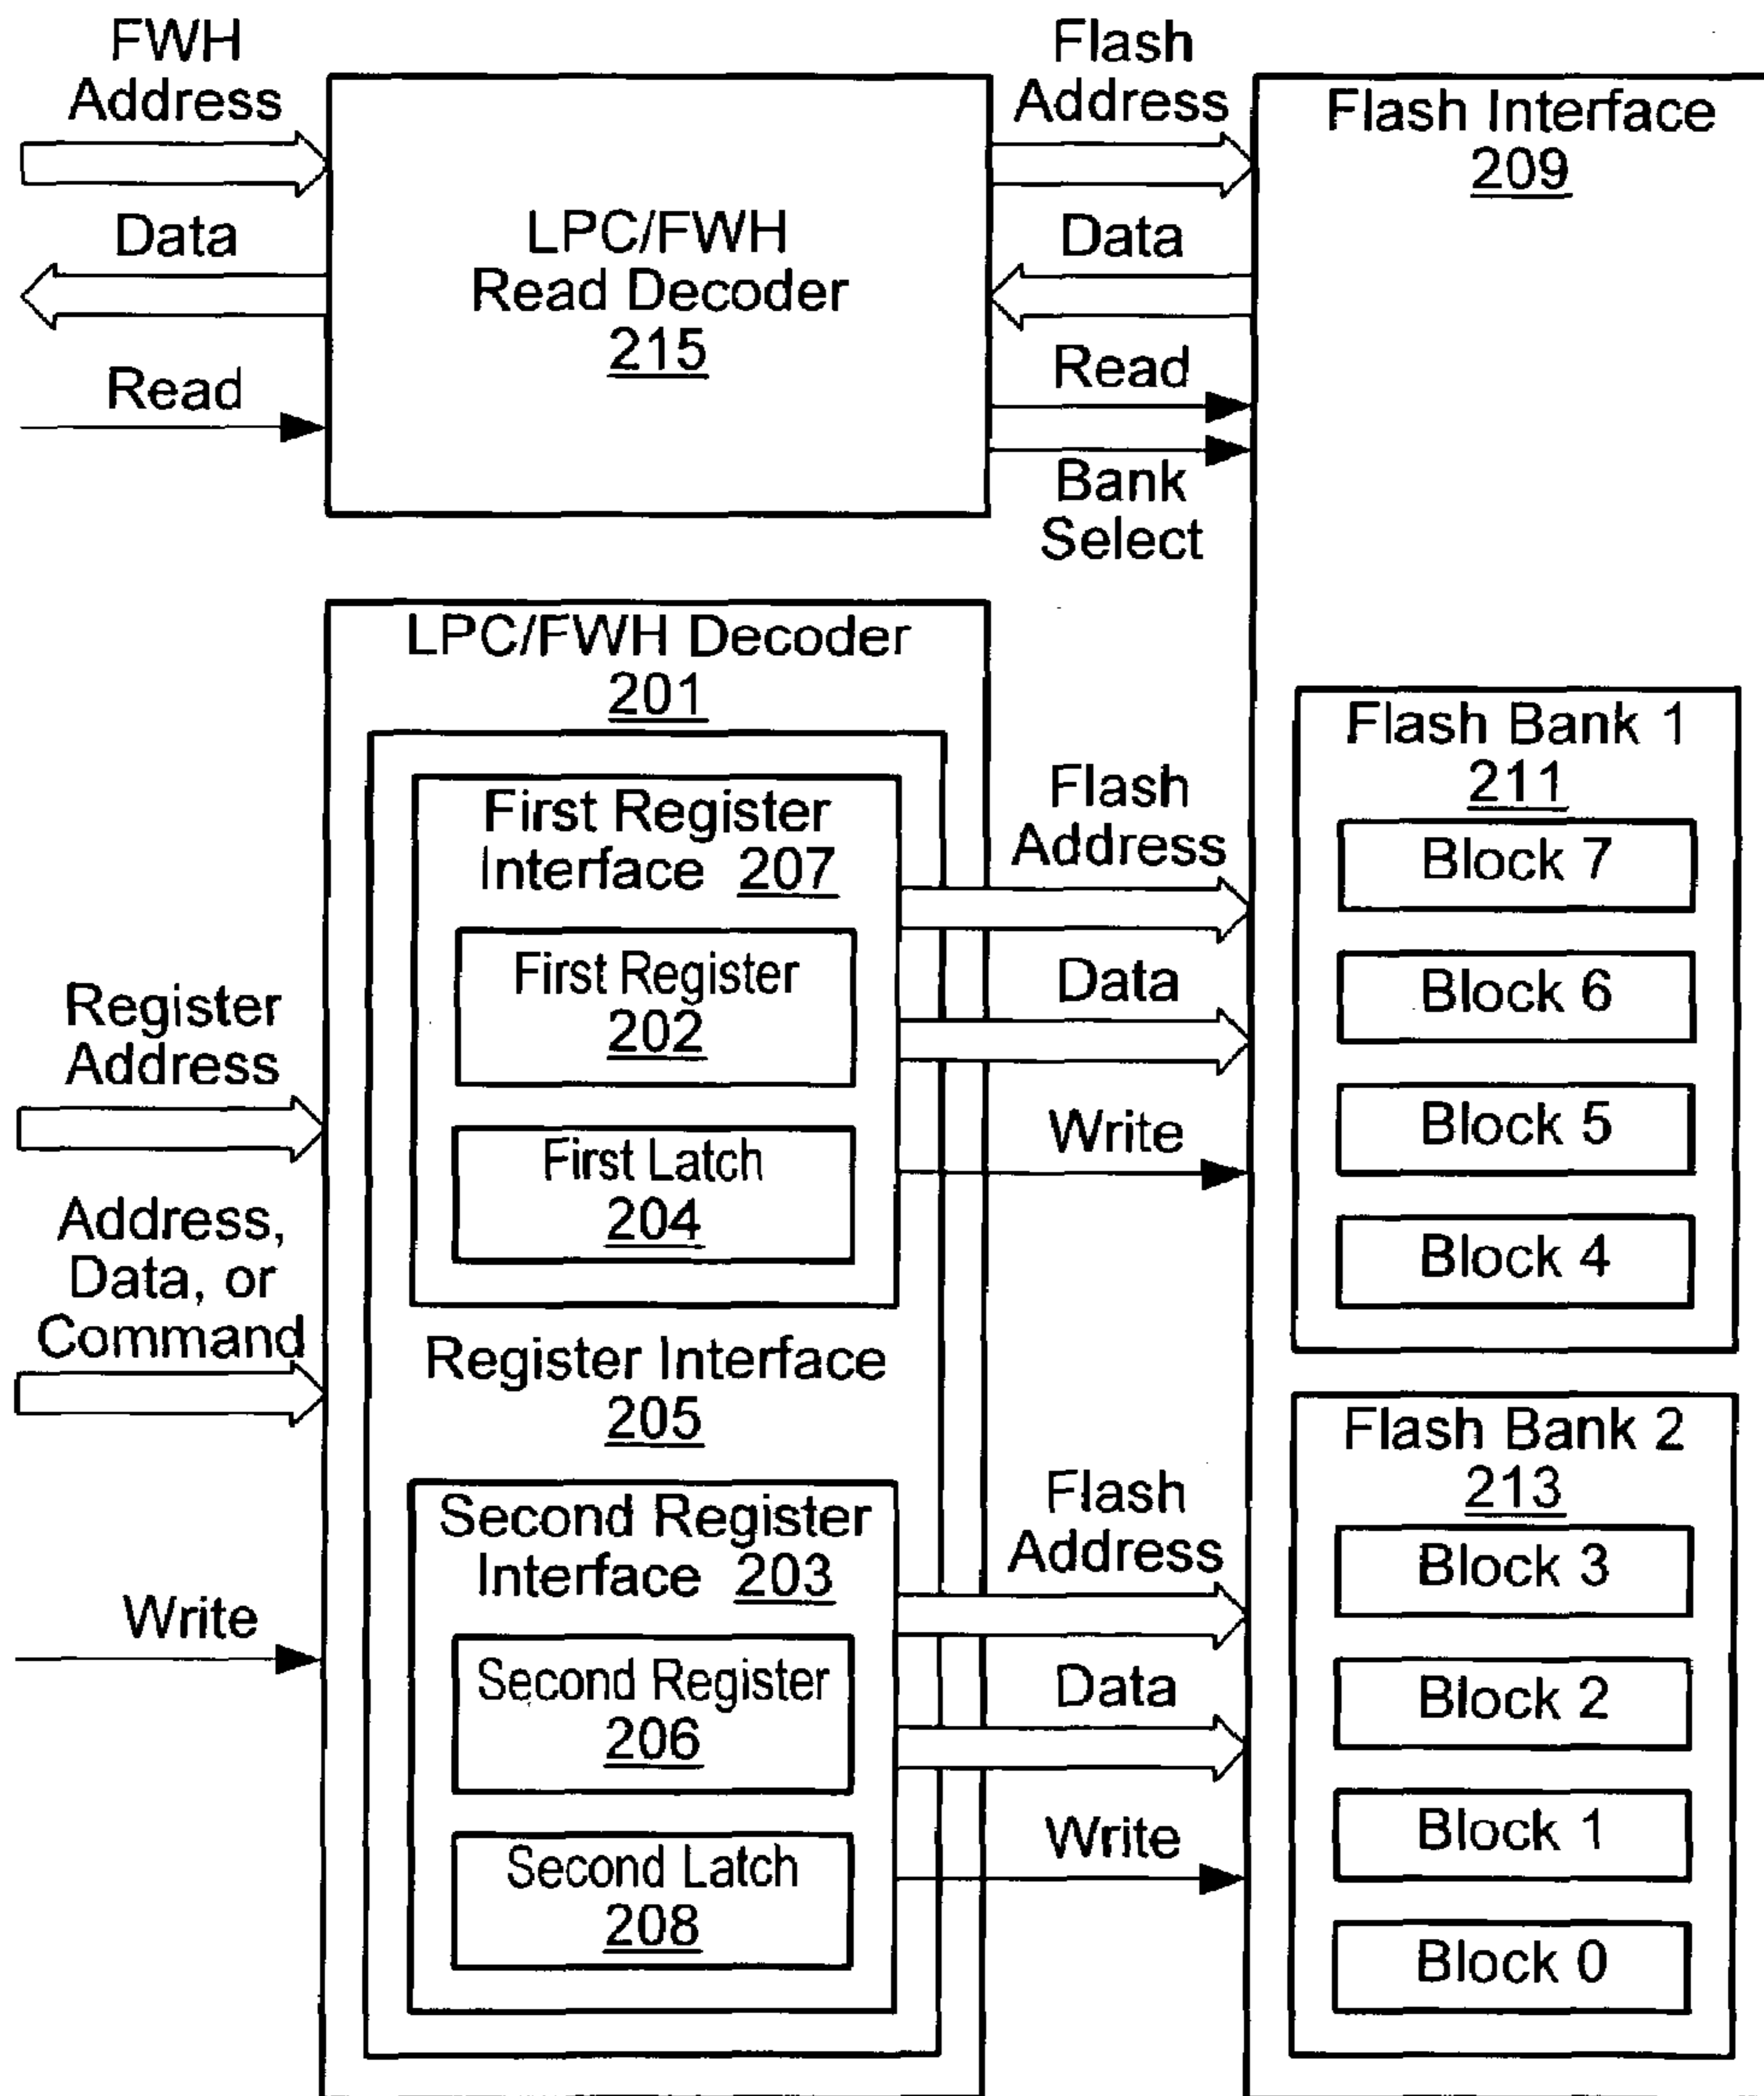 FWH
Address
Data
Read
LPC/FWH
Read Decoder
215
Flash
Address
Data
Read
Bank
Select
Flash Interface
209
LPC/FWH Decoder
201
First Register
Interface 207
First Register
202
First Latch
204
Register Interface
205
Second Register
Interface 203
Second Register
206
Second Latch
208
Register
Address
Address,
Data, or
Command
Write
Flash
Address
Data
Write
Flash
Address
Data
Write
Flash Bank 1
211
Block 7
Block 6
Block 5
Block 4
Flash Bank 2
213
Block 3
Block 2
Block 1
Block 0